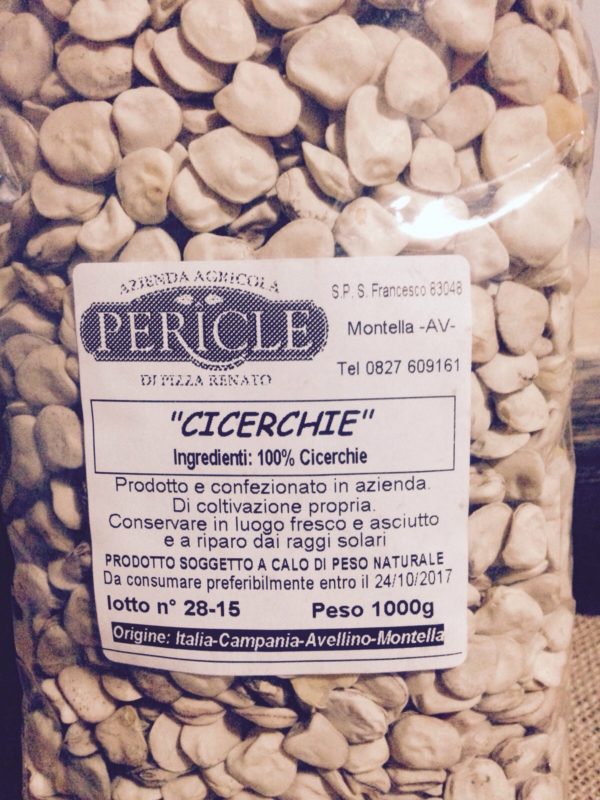 AZIENDA AGRICOLA
PERICLE
DI PIZZA RENATO
S.P. S. Francesco 83048
Montella -AV-
Tel 0827 609161
"CICERCHIE"
Ingredienti: 100% Cicerchie
Prodotto e confezionato in azienda.
Di coltivazione propria.
Conservare in luogo fresco e asciutto
e a riparo dai raggi solari
PRODOTTO SOGGETTO A CALO DI PESO NATURALE
Da consumare preferibilmente entro il 24/10/2017
lotto n° 28-15 Peso 1000g
Origine: Italia-Campania-Avellino-Montella